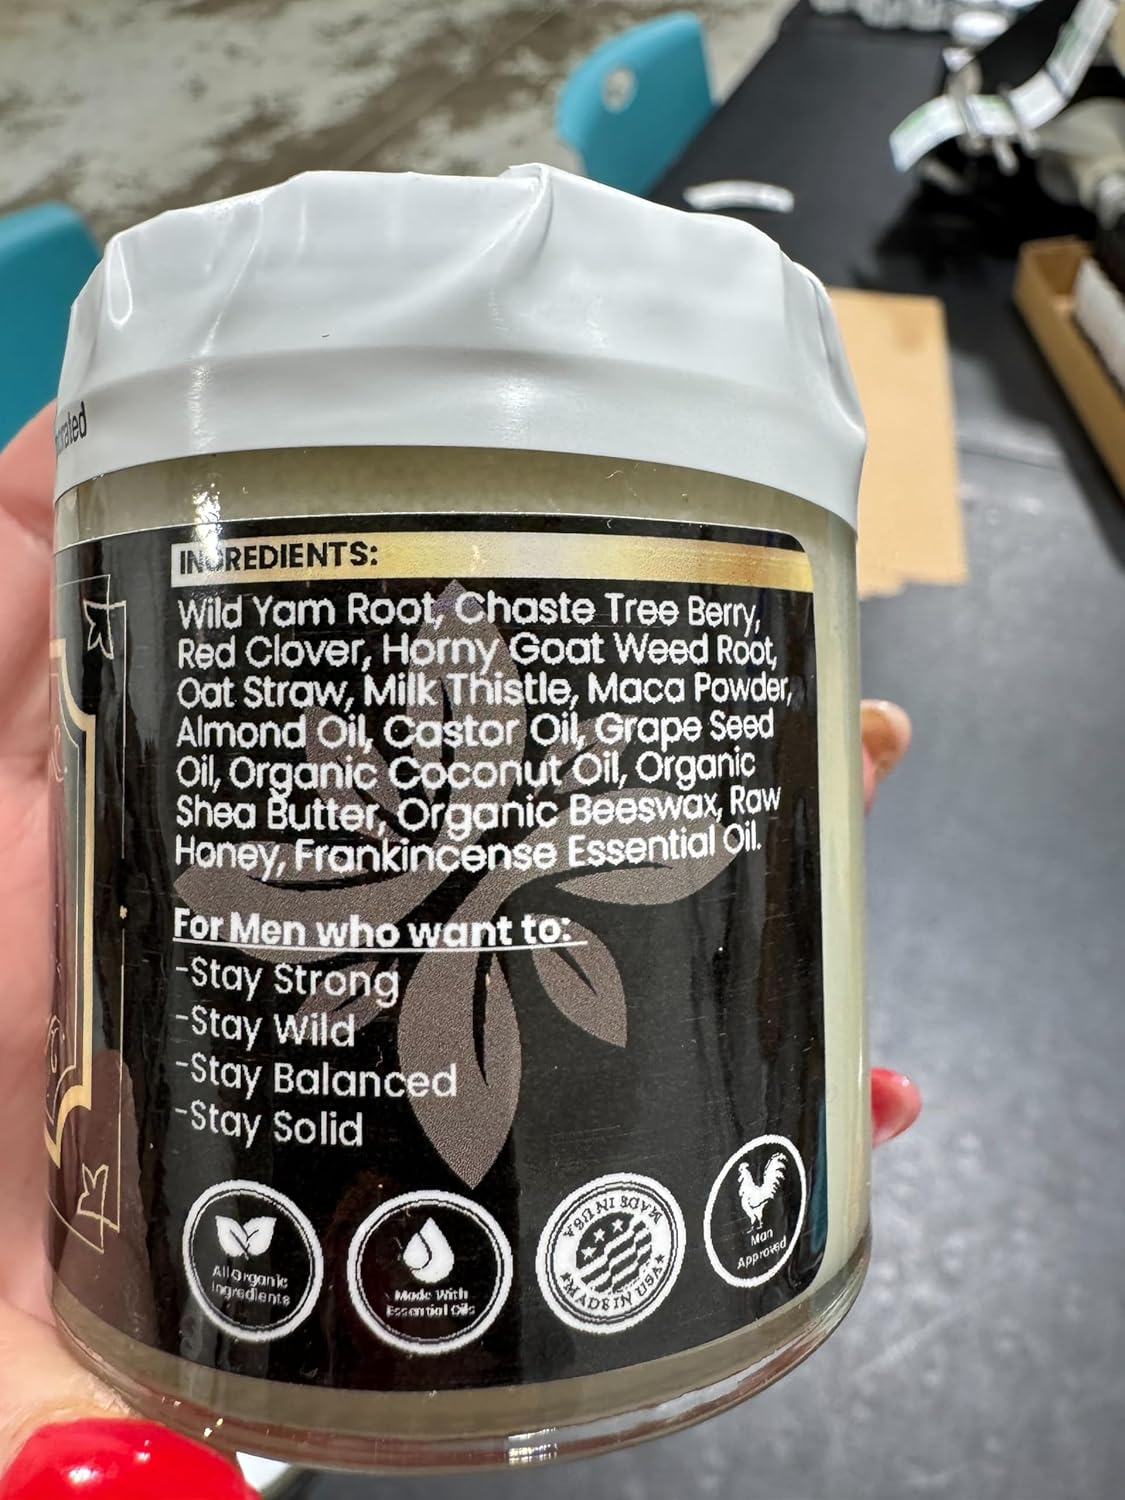 INGREDIENTS:
Wild Yam Root, Chaste Tree Berry,
Red Clover, Horny Goat Weed Root,
Oat Straw, Milk Thistle, Maca Powder,
Almond Oil, Castor Oil, Grape Seed
Oil, Organic Coconut Oil, Organic
Shea Butter, Organic Beeswax, Raw
Honey, Frankincense Essential Oil.
For Men who want to:
-Stay Strong
-Stay Wild
-Stay Balanced
-Stay Solid
All Organic
Ingredients
Made With
Essential Oils
MADE IN USA
MADE IN USA
Man
Approved